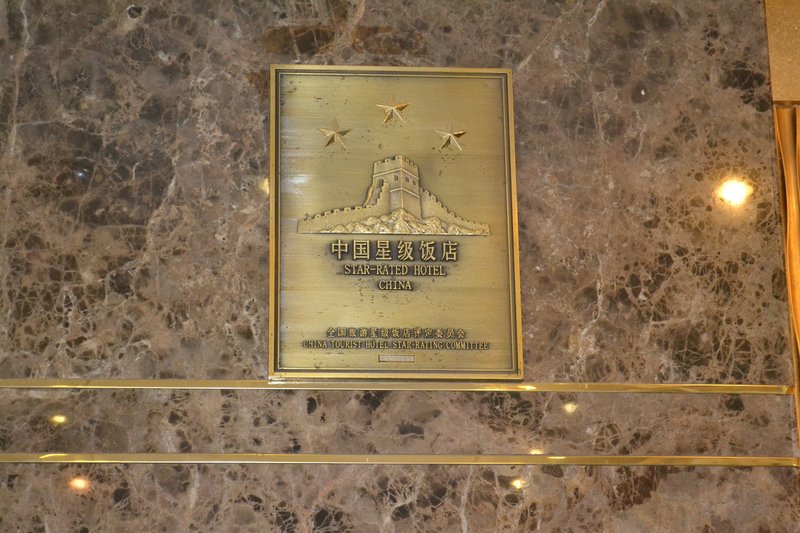 中国星级饭店
STAR-RATED HOTEL
CHINA
全国旅游星级饭店评定委员会
CHINA TOURIST HOTEL STAR-RATING COMMITTEE